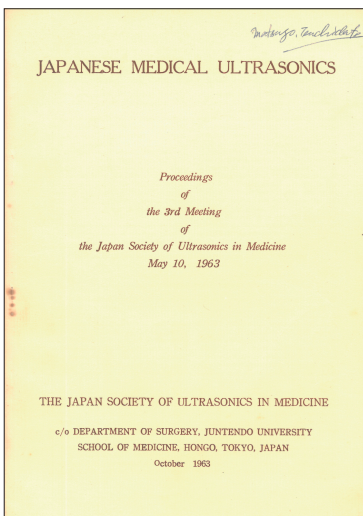 JAPANESE MEDICAL ULTRASONICS
Proceedings
of
the 3rd Meeting
of
the Japan Society of Ultrasonics in Medicine
May 10, 1963
THE JAPAN SOCIETY OF ULTRASONICS IN MEDICINE
c/o DEPARTMENT OF SURGERY, JUNTENDO UNIVERSITY
SCHOOL OF MEDICINE, HONGO, TOKYO, JAPAN
October 1963